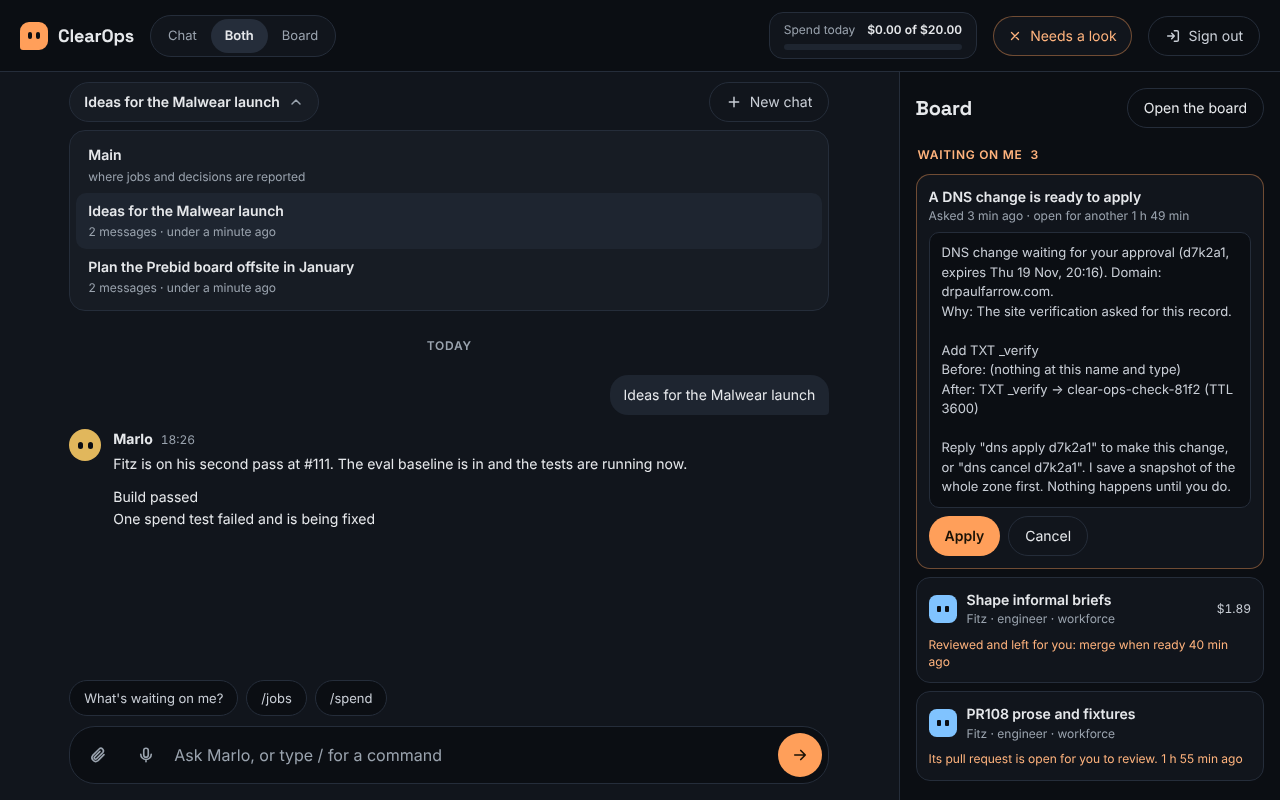 ClearOps
Chat
Both
Board
Spend today $0.00 of $20.00
Needs a look
Sign out
Ideas for the Malwear launch
New chat
Main
where jobs and decisions are reported
Ideas for the Malwear launch
2 messages · under a minute ago
Plan the Prebid board offsite in January
2 messages · under a minute ago
TODAY
Ideas for the Malwear launch
Marlo 18:26
Fitz is on his second pass at #111. The eval baseline is in and the tests are running now.
Build passed
One spend test failed and is being fixed
What's waiting on me?
/jobs
/spend
Ask Marlo, or type / for a command
Board
Open the board
WAITING ON ME 3
A DNS change is ready to apply
Asked 3 min ago · open for another 1 h 49 min
DNS change waiting for your approval (d7k2a1,
expires Thu 19 Nov, 20:16). Domain:
drpaulfarrow.com.
Why: The site verification asked for this record.
Add TXT _verify
Before: (nothing at this name and type)
After: TXT _verify → clear-ops-check-81f2 (TTL
3600)
Reply "dns apply d7k2a1" to make this change,
or "dns cancel d7k2a1". I save a snapshot of the
whole zone first. Nothing happens until you do.
Apply
Cancel
Shape informal briefs
$1.89
Fitz · engineer · workforce
Reviewed and left for you: merge when ready 40 min
ago
PR108 prose and fixtures
Fitz · engineer · workforce
Its pull request is open for you to review. 1 h 55 min ago